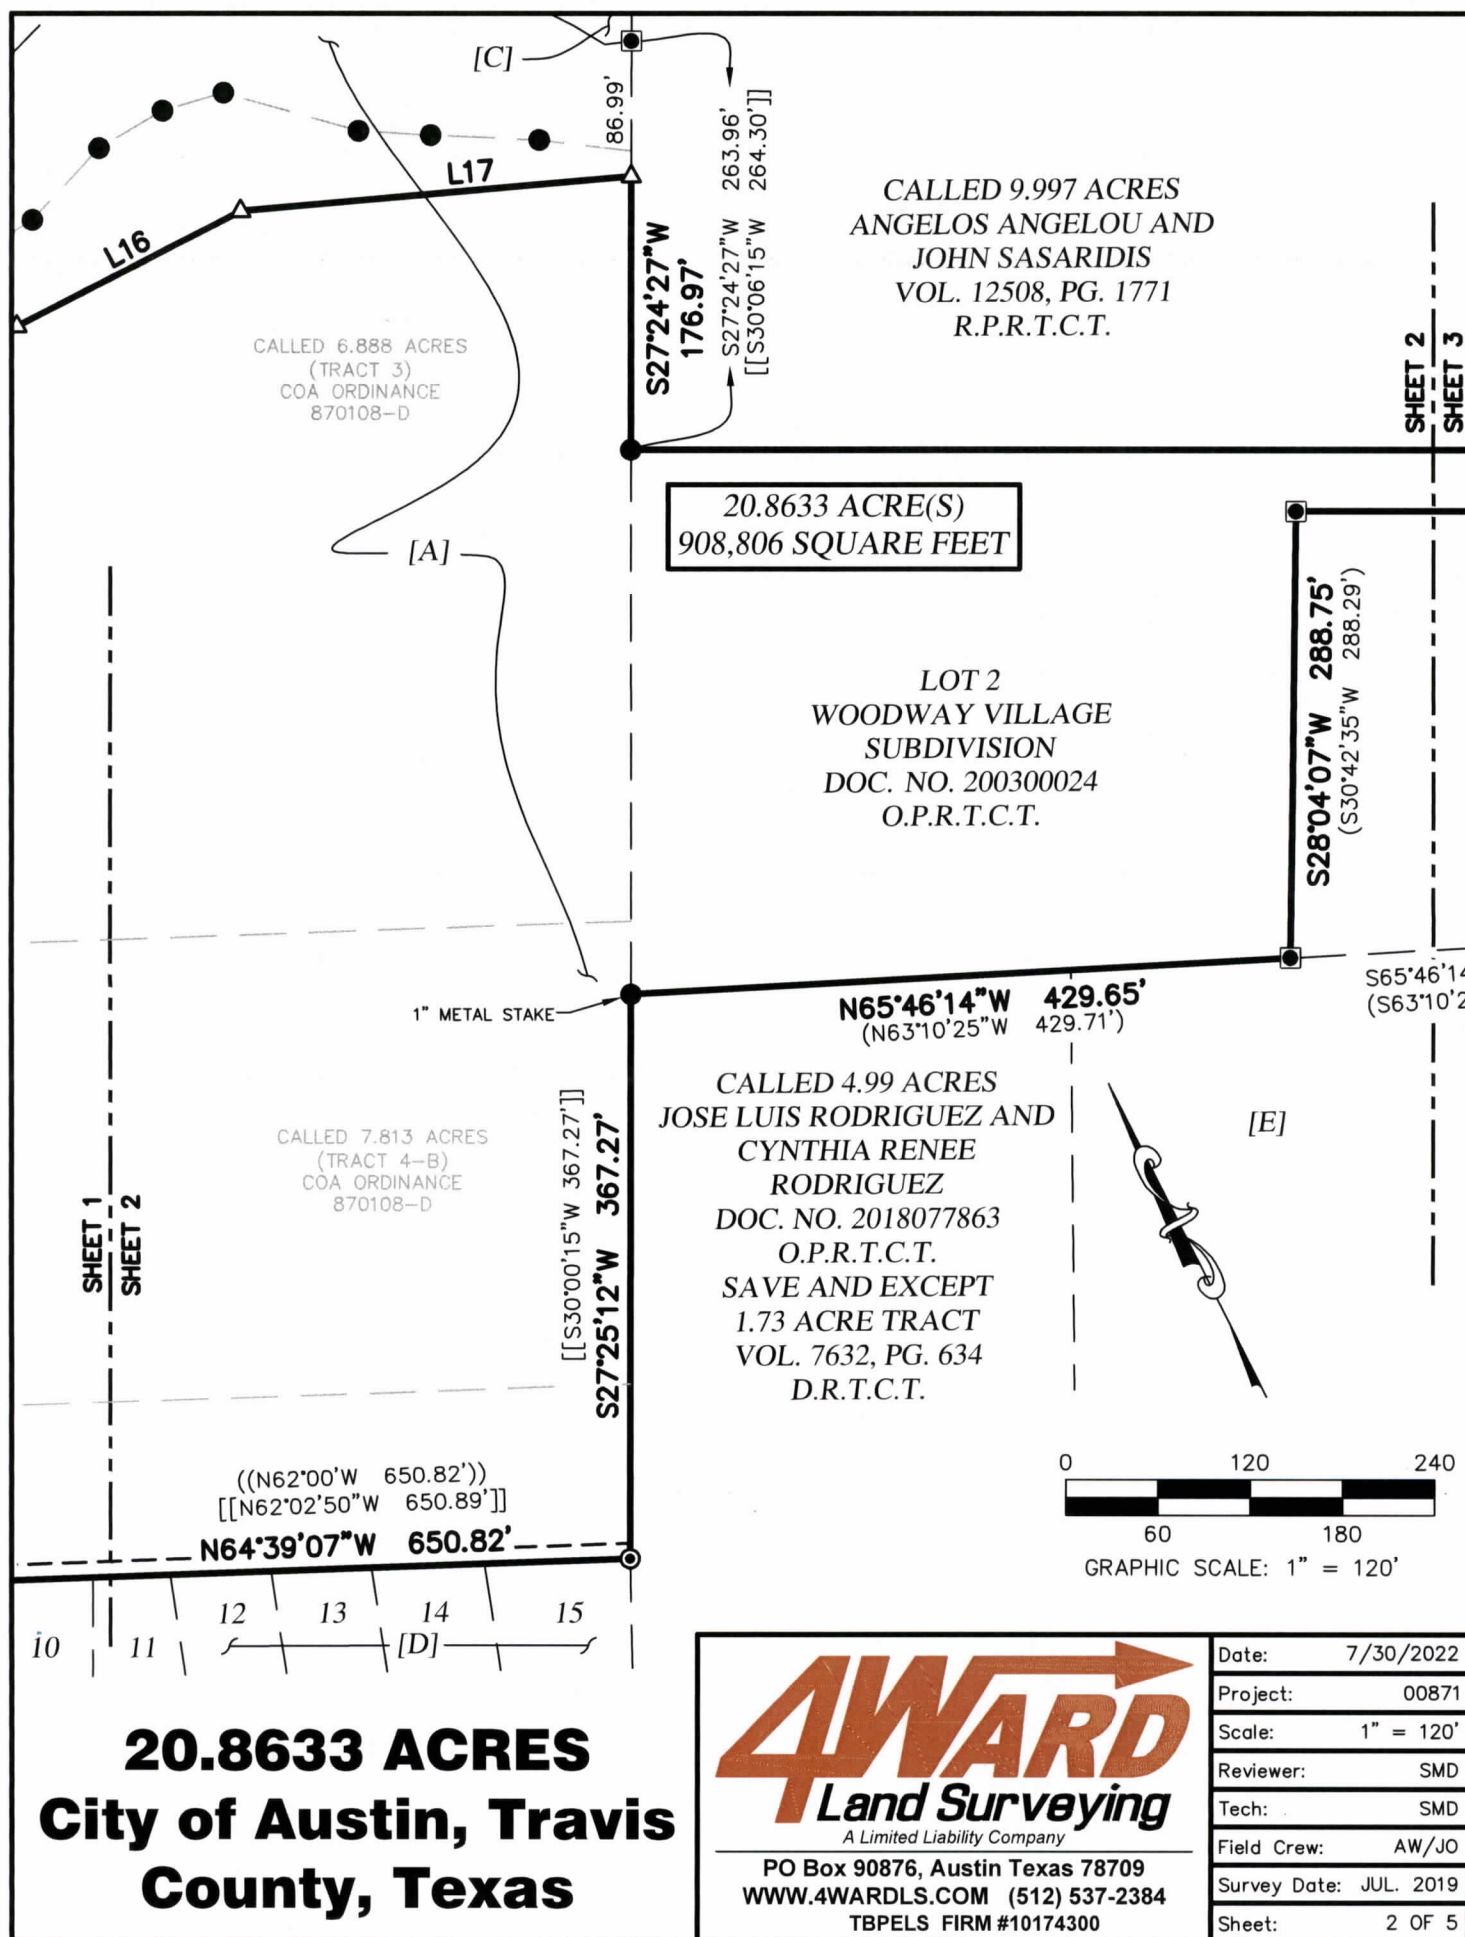 [C]
86.99'
S27°24'27"W 263.96'
[[S30°06'15"W 264.30']]
L17
L16
S27°24'27"W
176.97'
CALLED 9.997 ACRES
ANGELOS ANGELOU AND
JOHN SASARIDIS
VOL. 12508, PG. 1771
R.P.R.T.C.T.
SHEET 2
SHEET 3
CALLED 6.888 ACRES
(TRACT 3)
COA ORDINANCE
870108-D
20.8633 ACRE(S)
908,806 SQUARE FEET
[A]
S28°04'07"W 288.75'
(S30°42'35"W 288.29')
LOT 2
WOODWAY VILLAGE
SUBDIVISION
DOC. NO. 200300024
O.P.R.T.C.T.
1" METAL STAKE
N65°46'14"W 429.65'
(N63°10'25"W 429.71')
S65°46'14
(S63°10'2
CALLED 4.99 ACRES
JOSE LUIS RODRIGUEZ AND
CYNTHIA RENEE
RODRIGUEZ
DOC. NO. 2018077863
O.P.R.T.C.T.
SAVE AND EXCEPT
1.73 ACRE TRACT
VOL. 7632, PG. 634
D.R.T.C.T.
[E]
CALLED 7.813 ACRES
(TRACT 4-B)
COA ORDINANCE
870108-D
SHEET 1
SHEET 2
[[S30°00'15"W 367.27']]
S27°25'12"W 367.27'
((N62°00'W 650.82'))
[[N62°02'50"W 650.89']]
N64°39'07"W 650.82'
0 120 240
60 180
GRAPHIC SCALE: 1" = 120'
10 11 12 13 14 15
[D]
20.8633 ACRES
City of Austin, Travis
County, Texas
4WARD
Land Surveying
A Limited Liability Company
PO Box 90876, Austin Texas 78709
WWW.4WARDLS.COM (512) 537-2384
TBPELS FIRM #10174300
Date: 7/30/2022
Project: 00871
Scale: 1" = 120'
Reviewer: SMD
Tech: SMD
Field Crew: AW/JO
Survey Date: JUL. 2019
Sheet: 2 OF 5